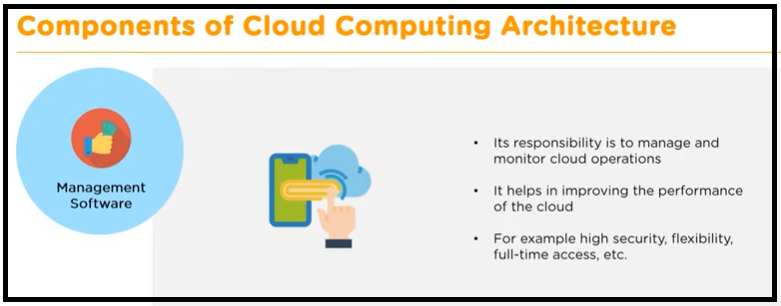 Components of Cloud Computing Architecture
Management
Software
• Its responsibility is to manage and
monitor cloud operations
• It helps in improving the performance
of the cloud
• For example high security, flexibility,
full-time access, etc.